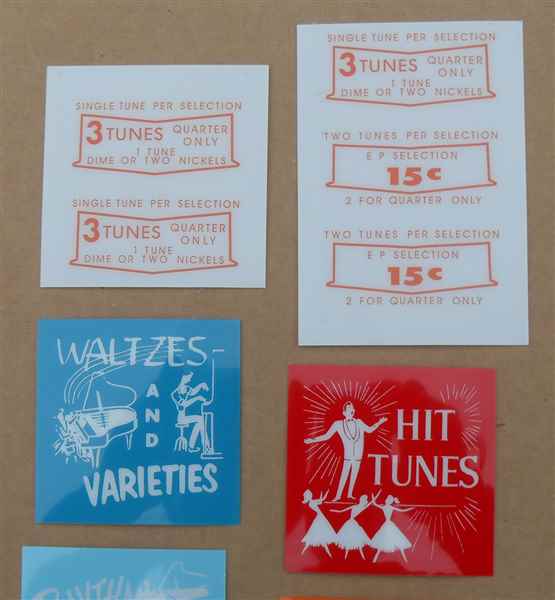 SINGLE TUNE PER SELECTION
3 TUNES QUARTER ONLY
1 TUNE
DIME OR TWO NICKELS
SINGLE TUNE PER SELECTION
3 TUNES QUARTER ONLY
1 TUNE
DIME OR TWO NICKELS
SINGLE TUNE PER SELECTION
3 TUNES QUARTER ONLY
1 TUNE
DIME OR TWO NICKELS
TWO TUNES PER SELECTION
E P SELECTION
15¢
2 FOR QUARTER ONLY
TWO TUNES PER SELECTION
E P SELECTION
15¢
2 FOR QUARTER ONLY
WALTZES
AND
VARIETIES
HIT
TUNES